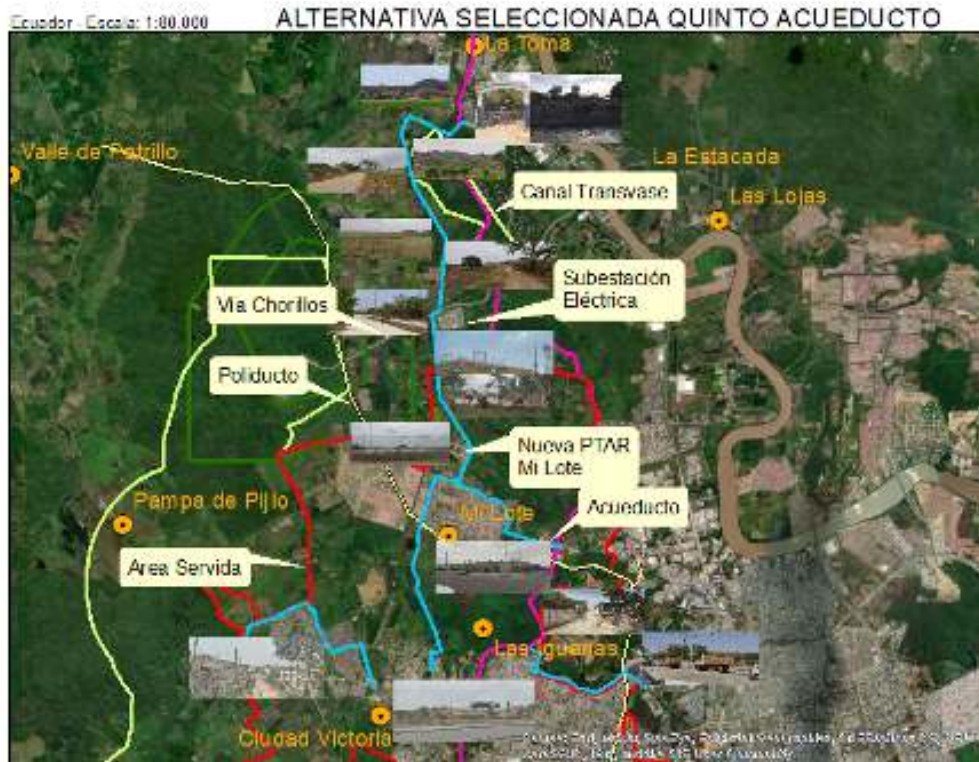 Ecuador - Escala: 1:80.000
ALTERNATIVA SELECCIONADA QUINTO ACUEDUCTO
La Toma
Valle de Petrillo
La Estacada
Canal Transvase
Las Lojas
Subestación
Eléctrica
Via Chorillos
Poliducto
Nueva PTAR
Mi Lote
Pampa de Pijio
Mi Lote
Acueducto
Area Servida
Las Iguanas
Ciudad Victoria